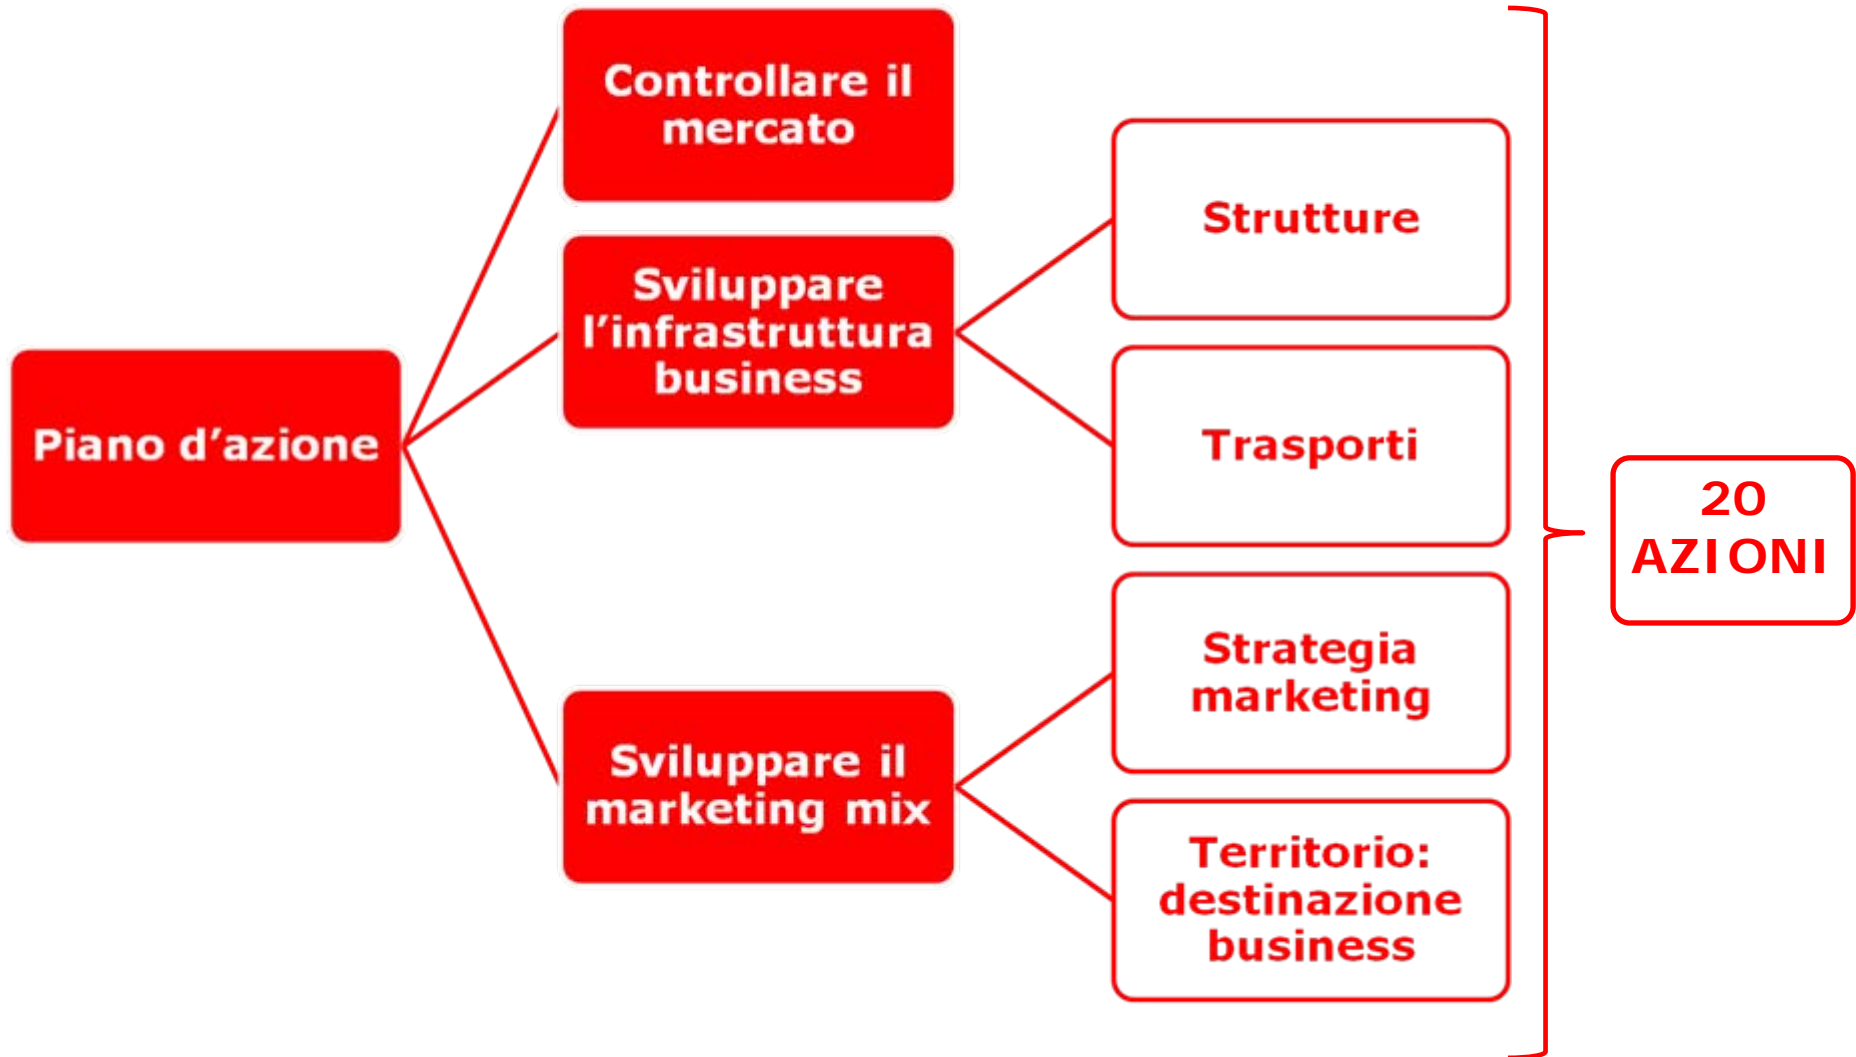 Controllare il
mercato
Sviluppare
l’infrastruttura
business
Piano d’azione
Sviluppare il
marketing mix
Strutture
Trasporti
Strategia
marketing
Territorio:
destinazione
business
20
AZIONI